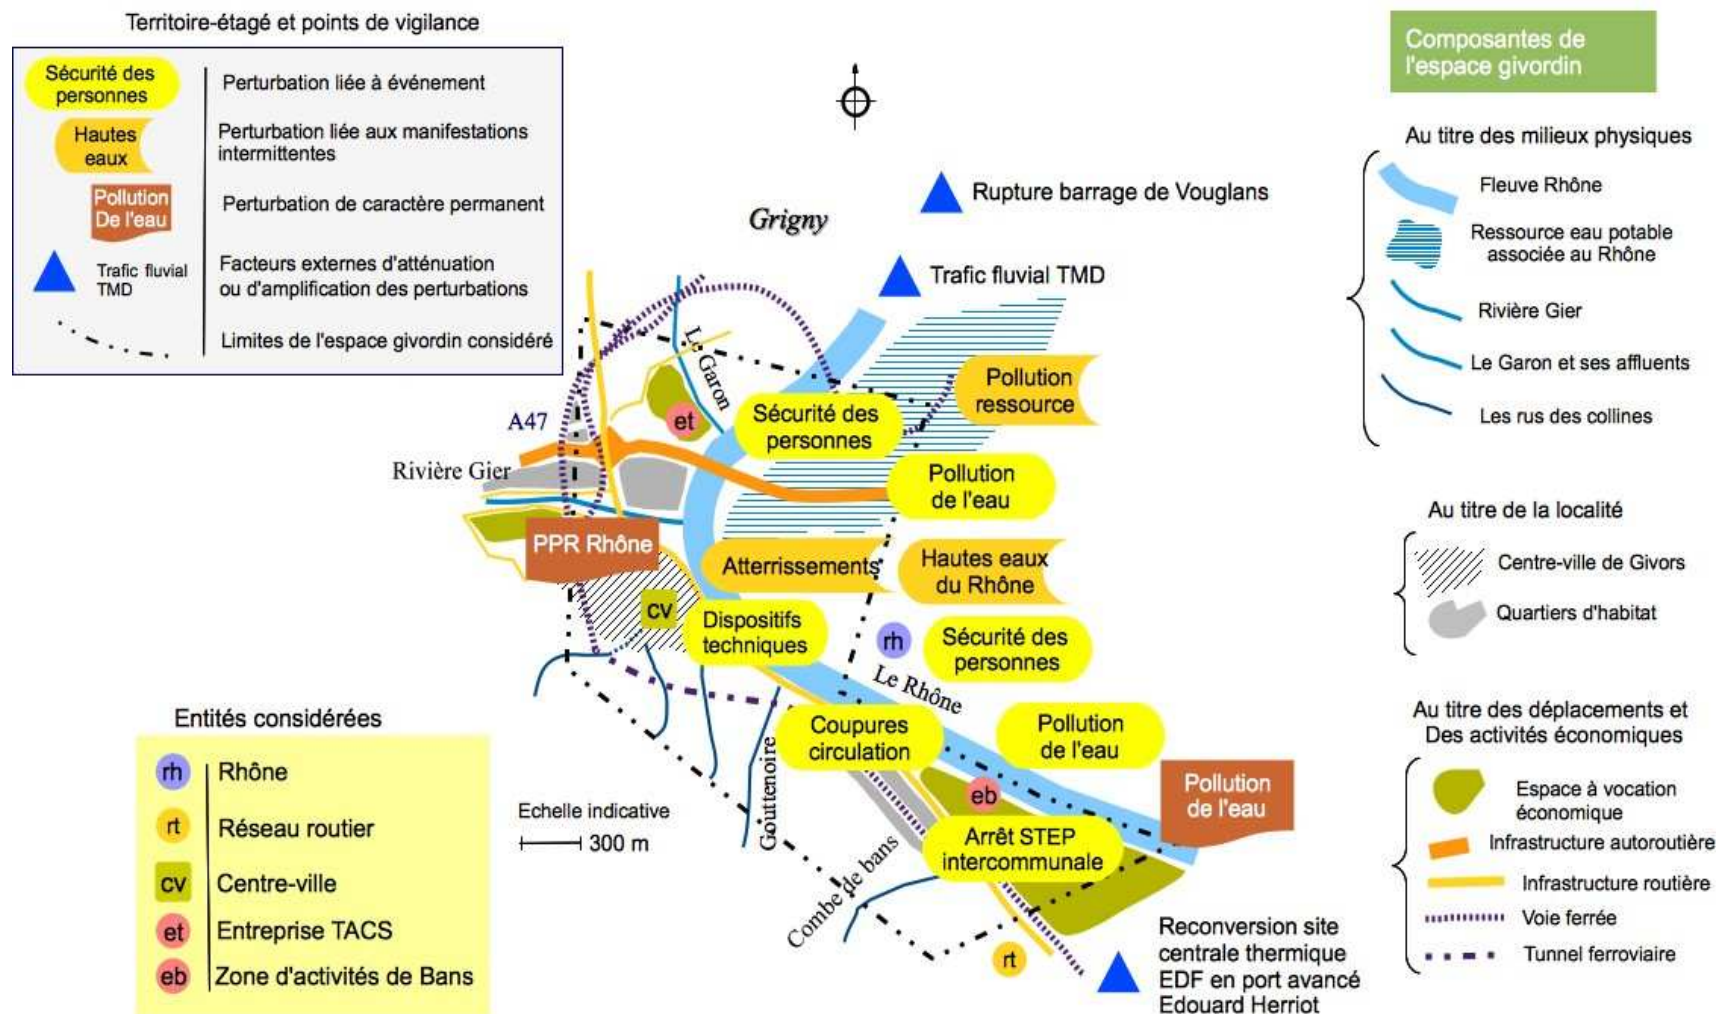 Territoire-étagé et points de vigilance
Sécurité des
personnes
Perturbation liée à événement
Hautes
eaux
Perturbation liée aux manifestations
intermittentes
Pollution
De l'eau
Perturbation de caractère permanent
Trafic fluvial
TMD
Facteurs externes d'atténuation
ou d'amplification des perturbations
Limites de l'espace givordin considéré
Composantes de
l'espace givordin
Au titre des milieux physiques
Fleuve Rhône
Ressource eau potable
associée au Rhône
Rivière Gier
Le Garon et ses affluents
Les rus des collines
Au titre de la localité
Centre-ville de Givors
Quartiers d'habitat
Au titre des déplacements et
Des activités économiques
Espace à vocation
économique
Infrastructure autoroutière
Infrastructure routière
Voie ferrée
Tunnel ferroviaire
Rupture barrage de Vouglans
Grigny
Trafic fluvial TMD
Le Garon
Pollution
ressource
et
Sécurité des
personnes
A47
Rivière Gier
Pollution
de l'eau
PPR Rhône
Atterrissements
Hautes eaux
du Rhône
cv
Dispositifs
techniques
rh
Sécurité des
personnes
Le Rhône
Coupures
circulation
Pollution
de l'eau
Gouttenoire
eb
Pollution
de l'eau
Arrêt STEP
intercommunale
Combe de bans
rt
Reconversion site
centrale thermique
EDF en port avancé
Edouard Herriot
Echelle indicative
300 m
Entités considérées
rh Rhône
rt Réseau routier
cv Centre-ville
et Entreprise TACS
eb Zone d'activités de Bans